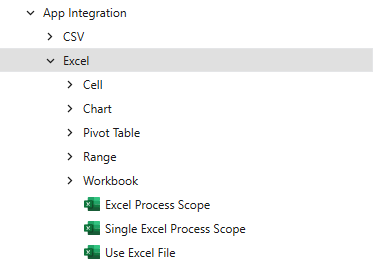 App Integration
CSV
Excel
Cell
Chart
Pivot Table
Range
Workbook
Excel Process Scope
Single Excel Process Scope
Use Excel File